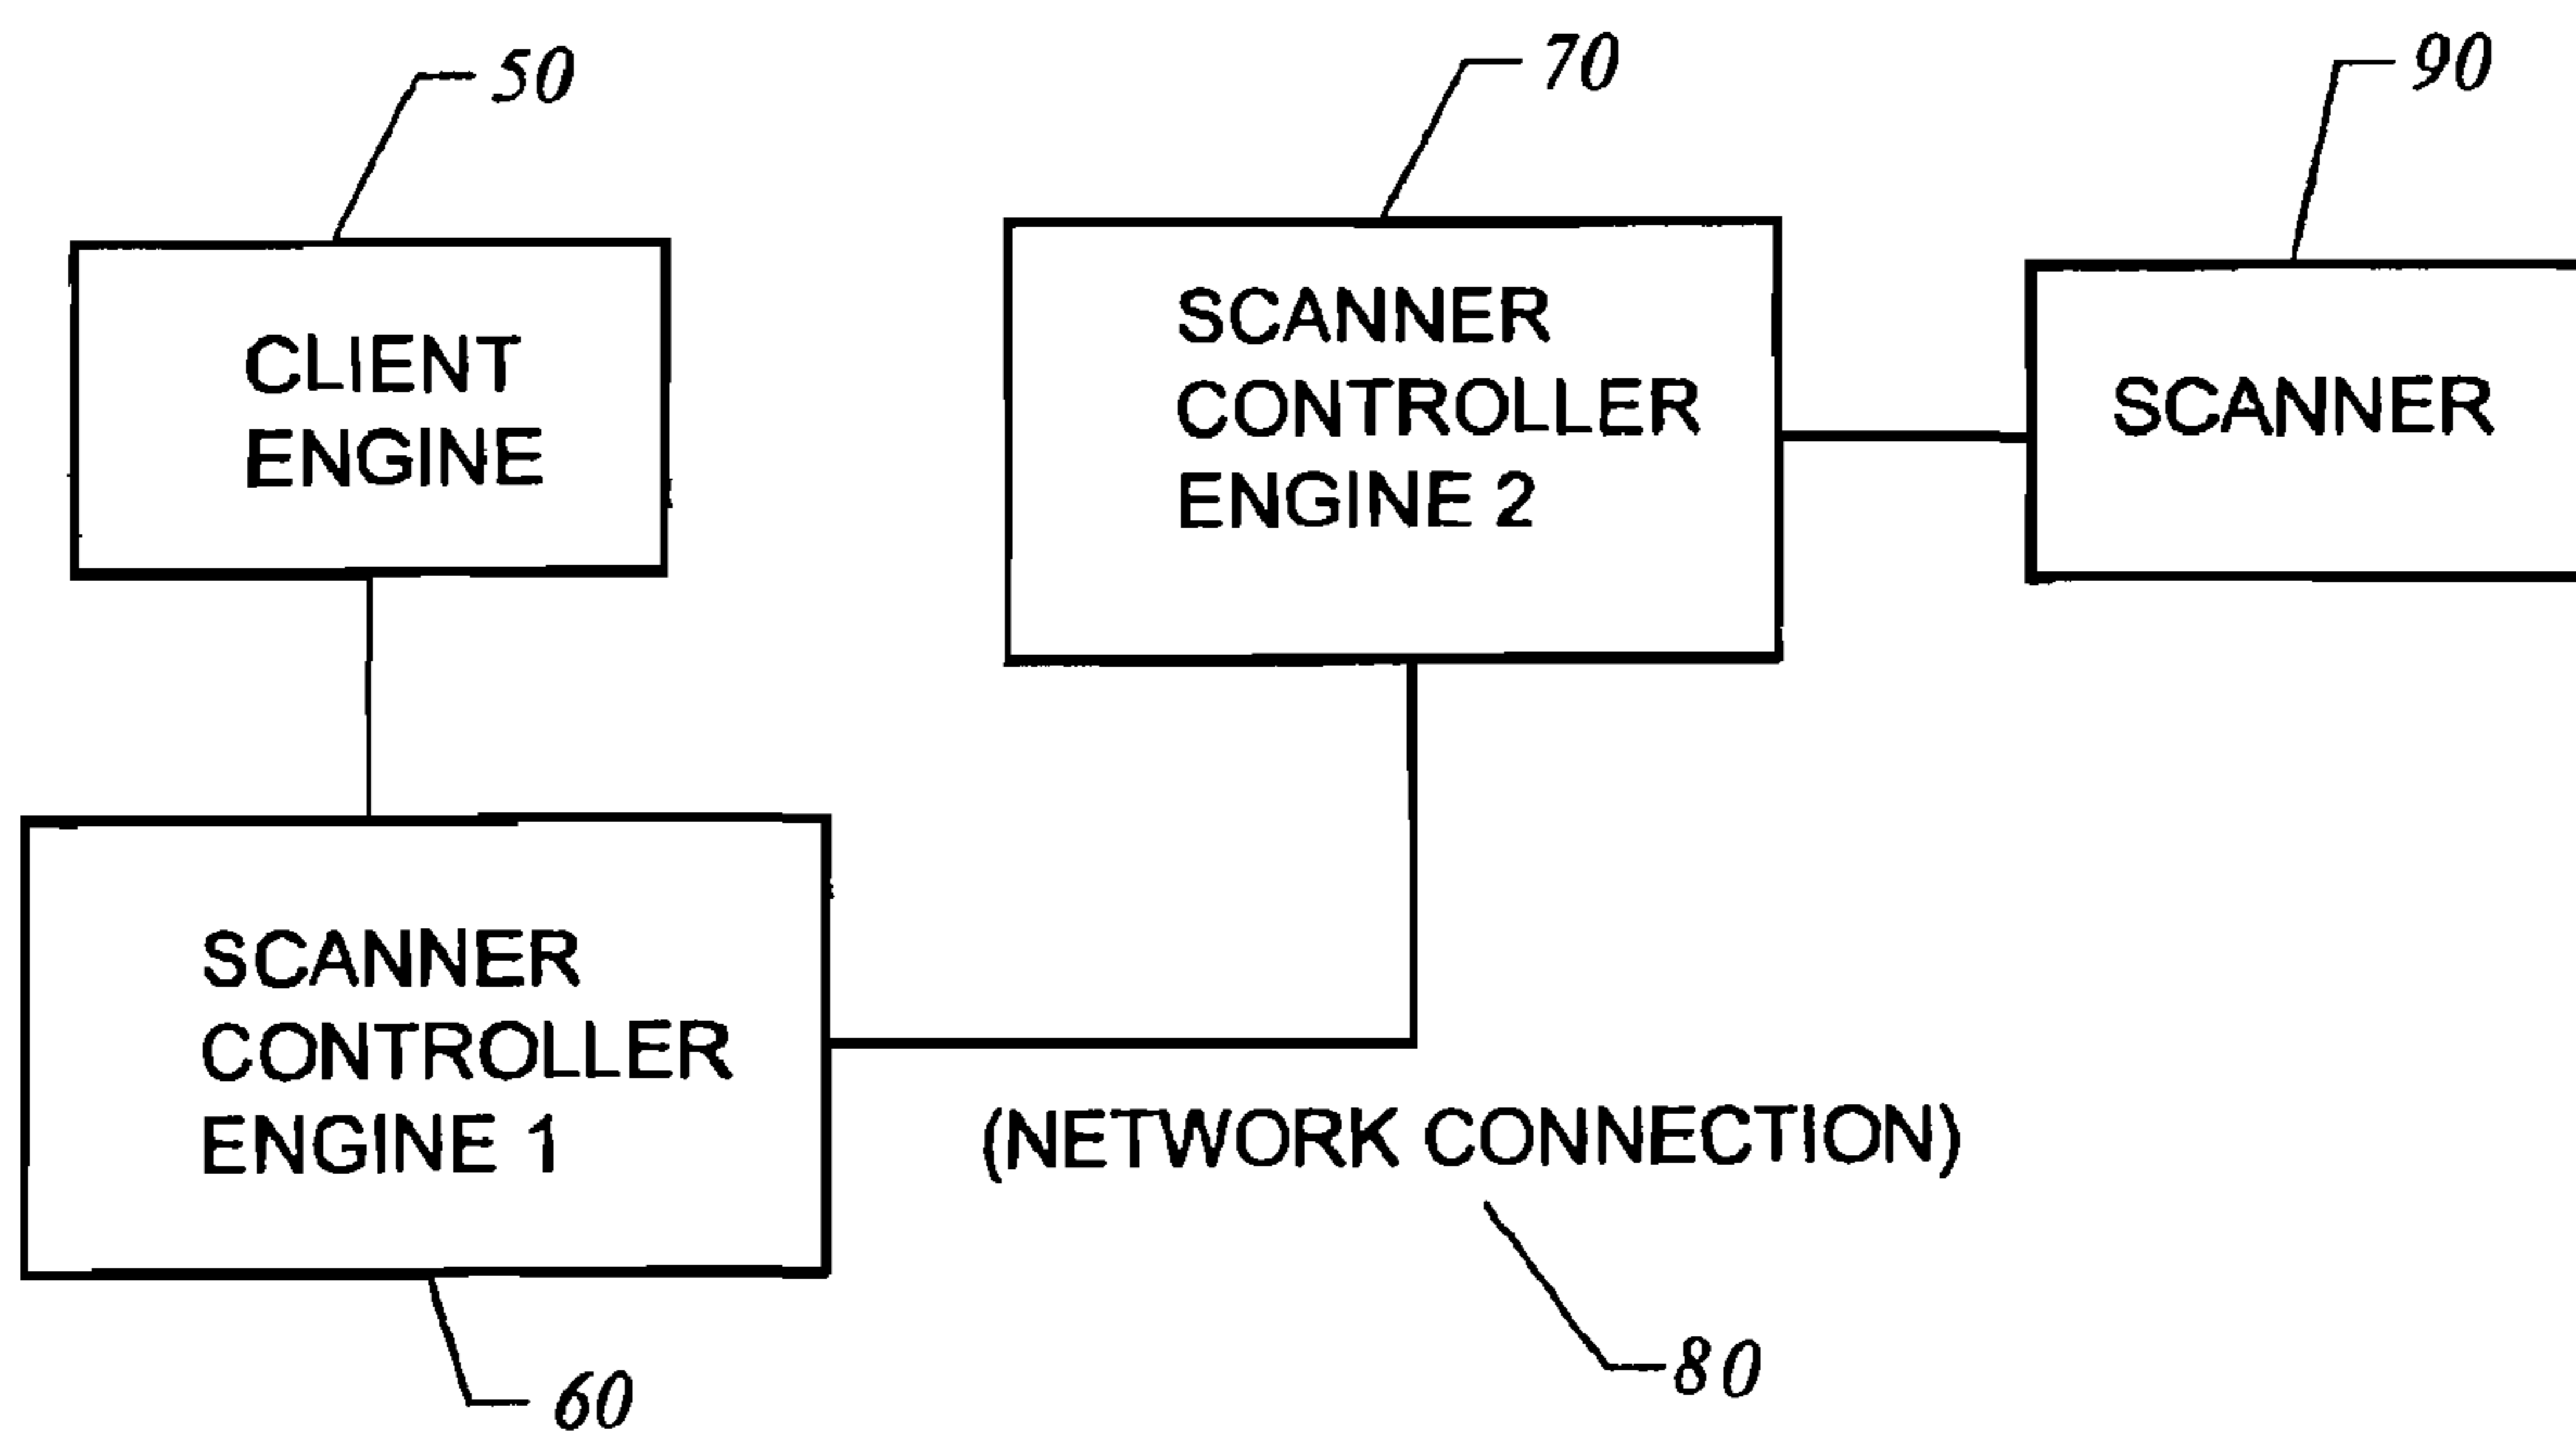 50
70
90
CLIENT
ENGINE
SCANNER
CONTROLLER
ENGINE 2
SCANNER
SCANNER
CONTROLLER
ENGINE 1
(NETWORK CONNECTION)
80
60